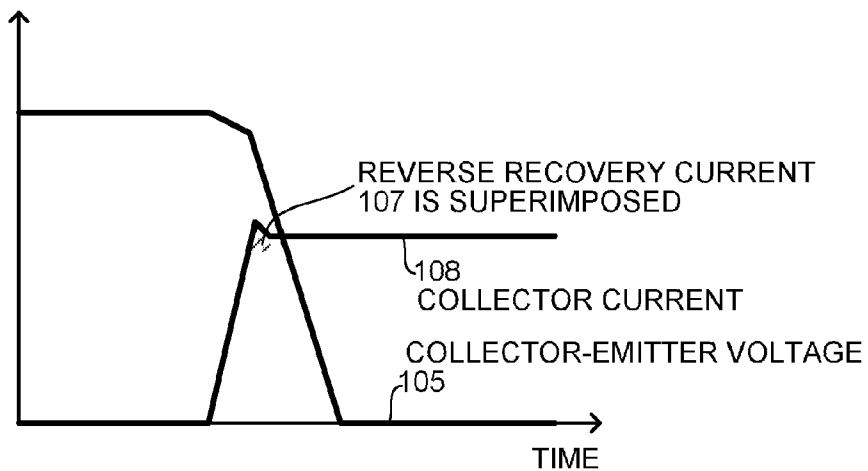 REVERSE RECOVERY CURRENT
107 IS SUPERIMPOSED
108
COLLECTOR CURRENT
COLLECTOR-EMITTER VOLTAGE
105
TIME